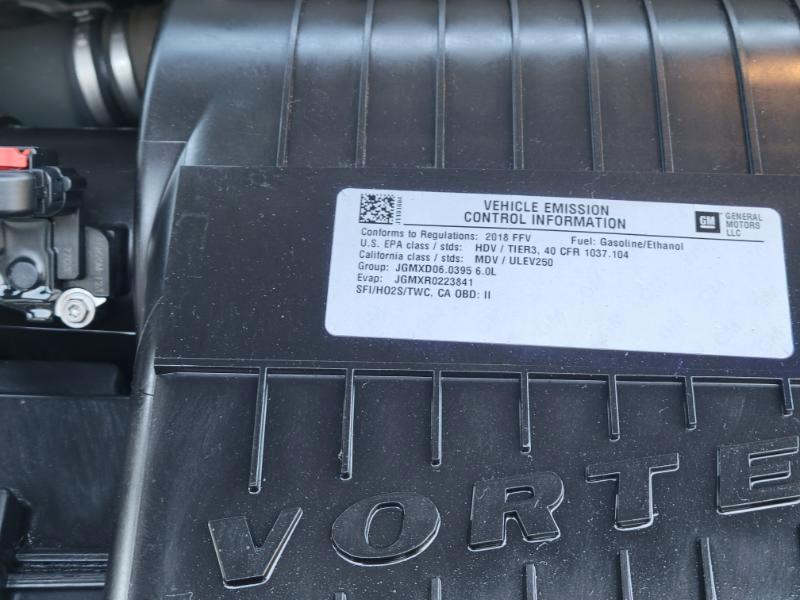 VEHICLE EMISSION
CONTROL INFORMATION
GM GENERAL
MOTORS
LLC
Conforms to Regulations: 2018 FFV Fuel: Gasoline/Ethanol
U.S. EPA class / stds: HDV / TIER3, 40 CFR 1037.104
California class / stds: MDV / ULEV250
Group: JGMXD06.0395 6.0L
Evap: JGMXR0223841
SFI/HO2S/TWC, CA OBD: II
VORTE